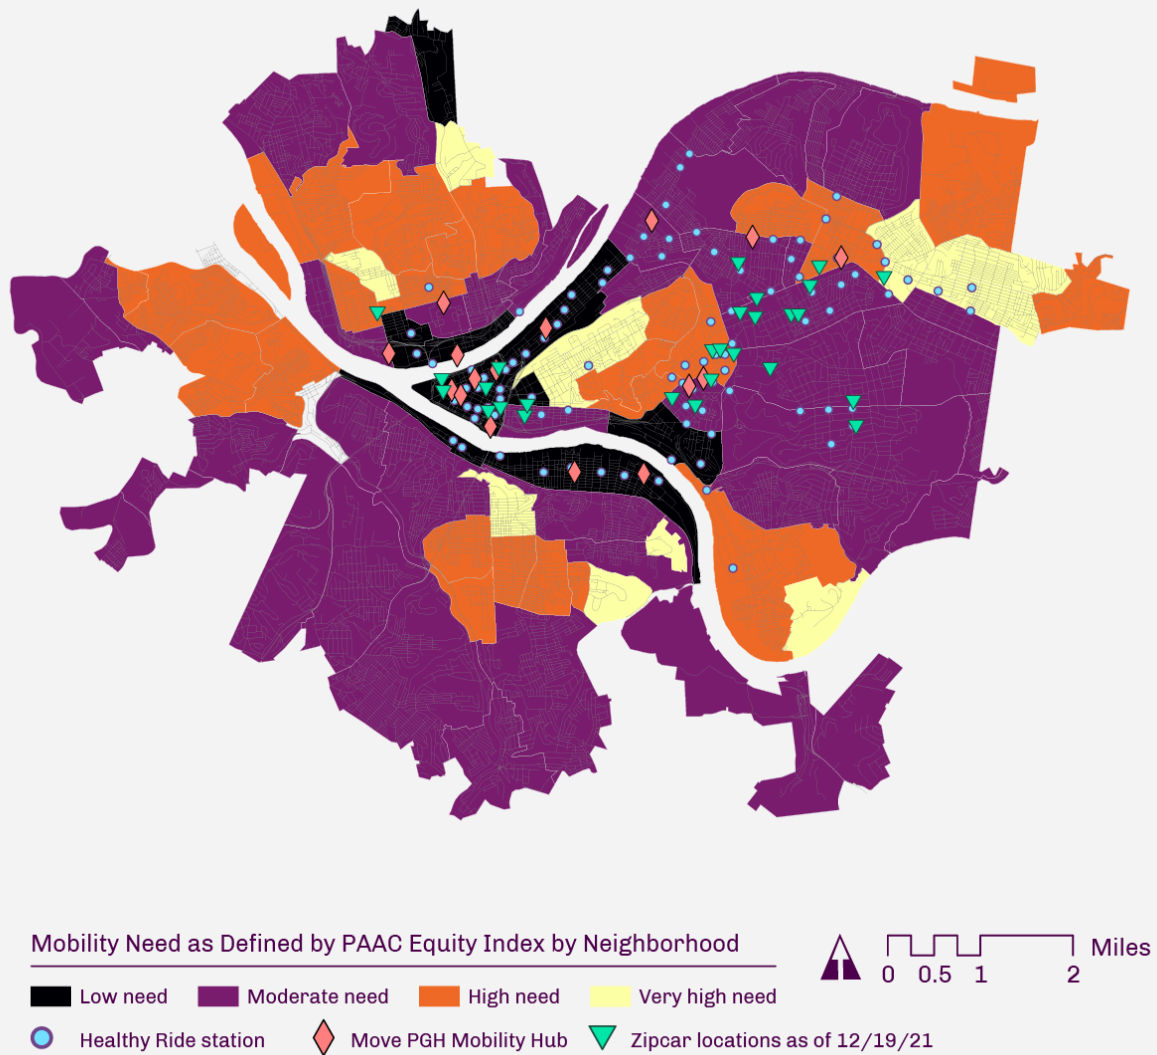 Mobility Need as Defined by PAAC Equity Index by Neighborhood
Low need Moderate need High need Very high need
Healthy Ride station Move PGH Mobility Hub Zipcar locations as of 12/19/21
Miles
0 0.5 1 2